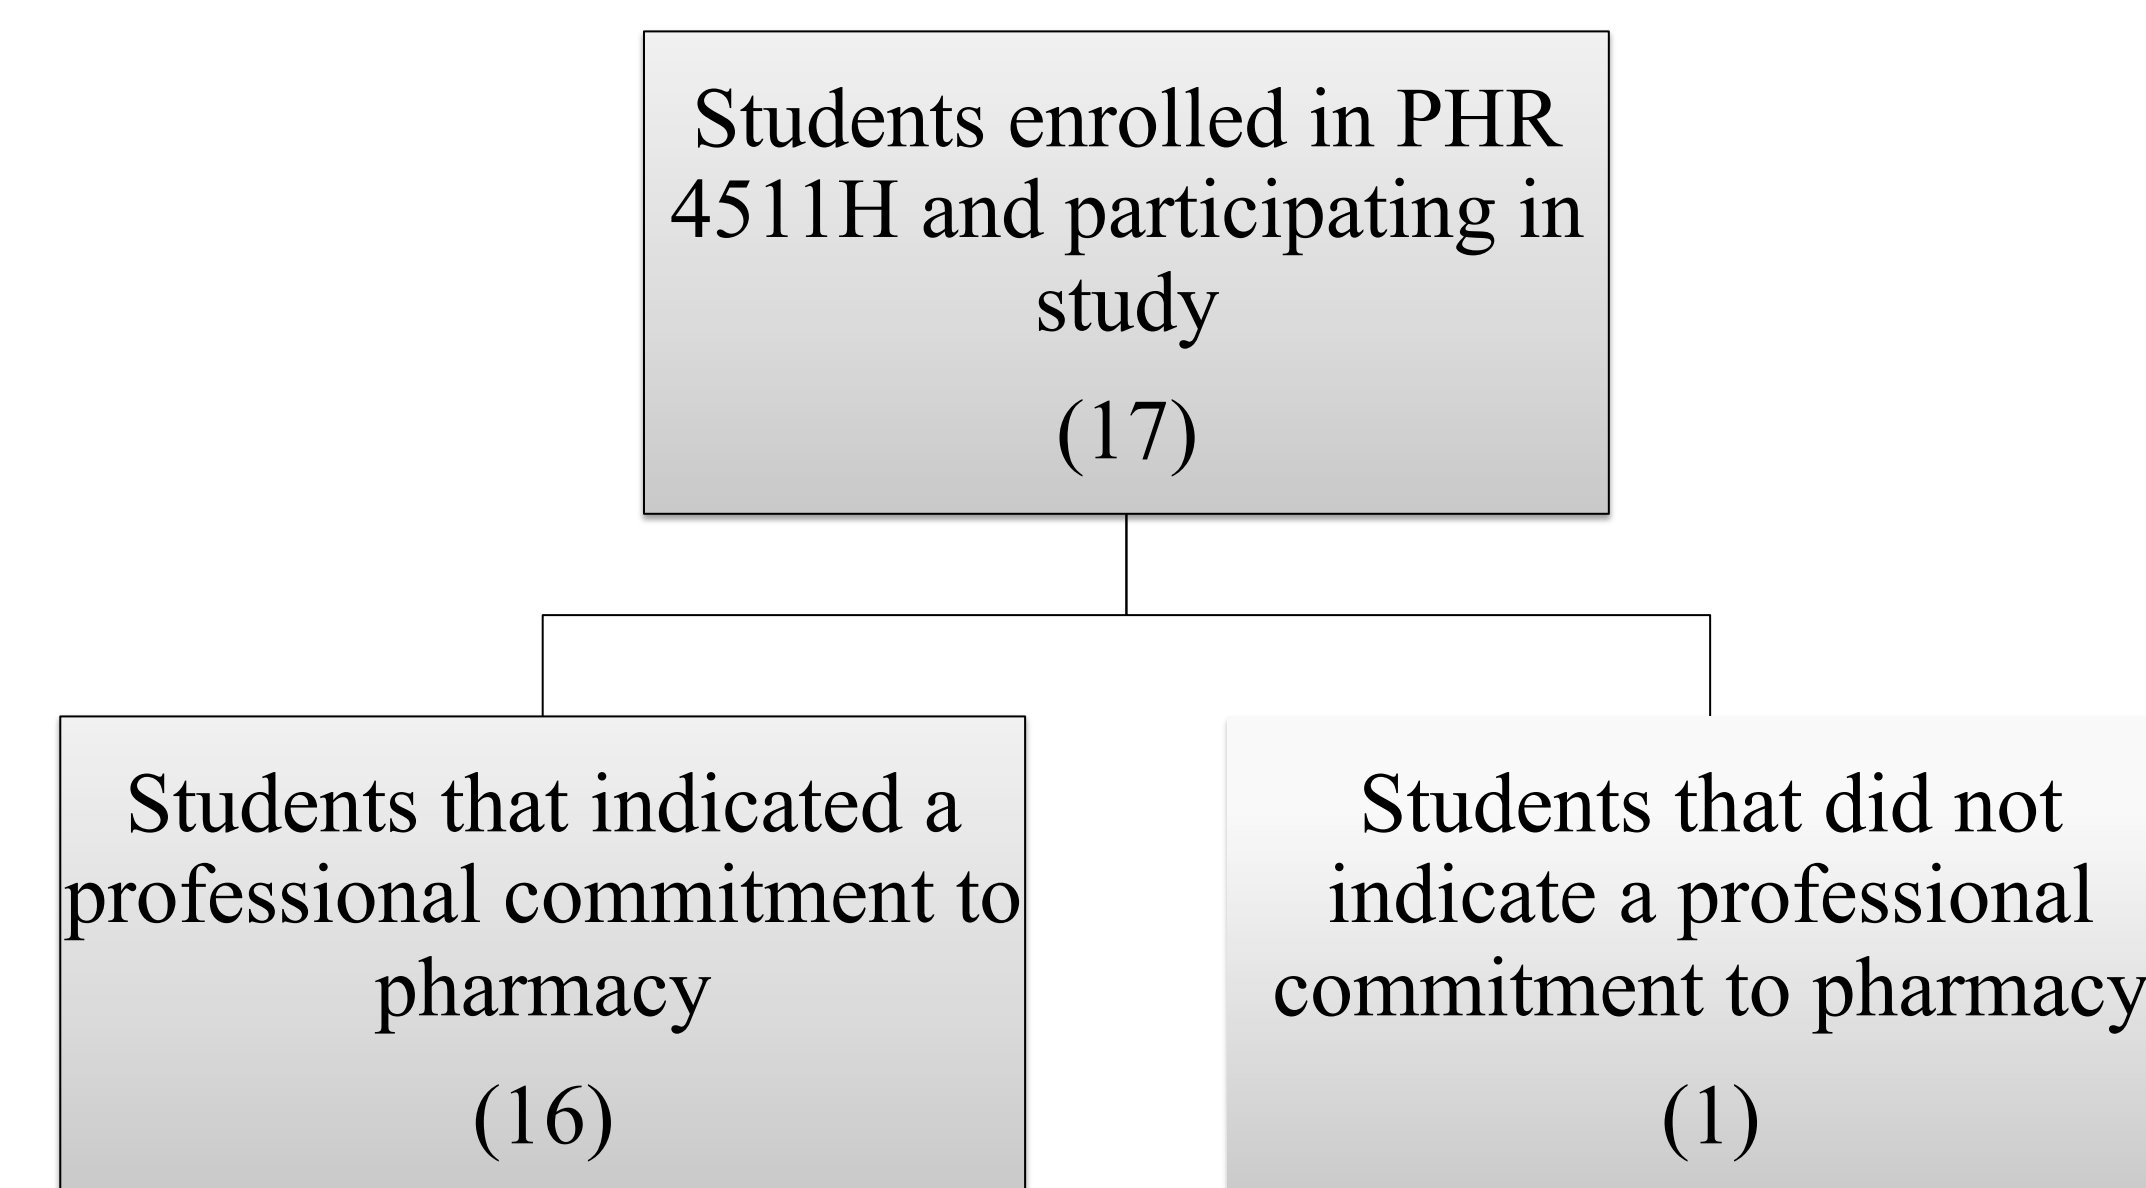 Students enrolled in PHR
4511H and participating in
study
(17)
Students that indicated a
professional commitment to
pharmacy
(16)
Students that did not
indicate a professional
commitment to pharmacy
(1)